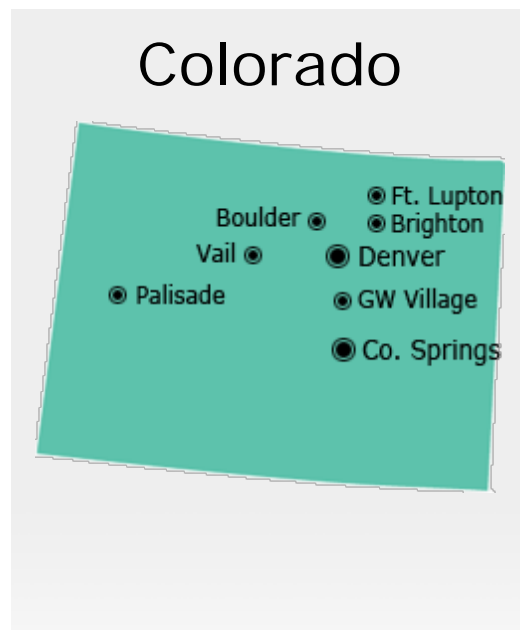 Colorado
Ft. Lupton
Boulder
Brighton
Vail
Denver
Palisade
GW Village
Co. Springs